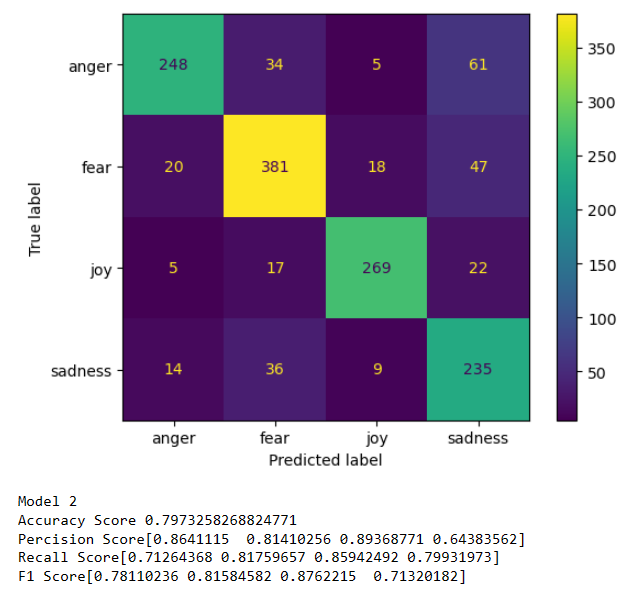 anger 248 34 5 61
fear 20 381 18 47
joy 5 17 269 22
sadness 14 36 9 235
anger fear joy sadness
Predicted label
True label
350
300
250
200
150
100
50
Model 2
Accuracy Score 0.7973258268824771
Percision Score[0.8641115  0.81410256 0.89368771 0.64383562]
Recall Score[0.71264368 0.81759657 0.85942492 0.79931973]
F1 Score[0.78110236 0.81584582 0.8762215  0.71320182]